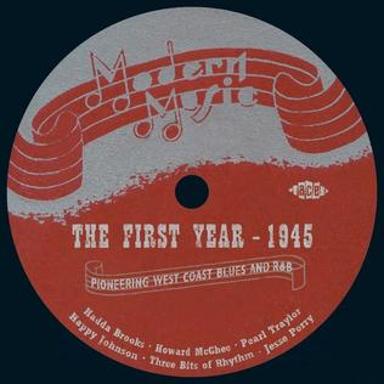 Modern
Music
ace
THE FIRST YEAR - 1945
PIONEERING WEST COAST BLUES AND R&B
Hadda Brooks · Howard McGhee · Pearl Traylor
Happy Johnson · Three Bits of Rhythm · Jesse Perry